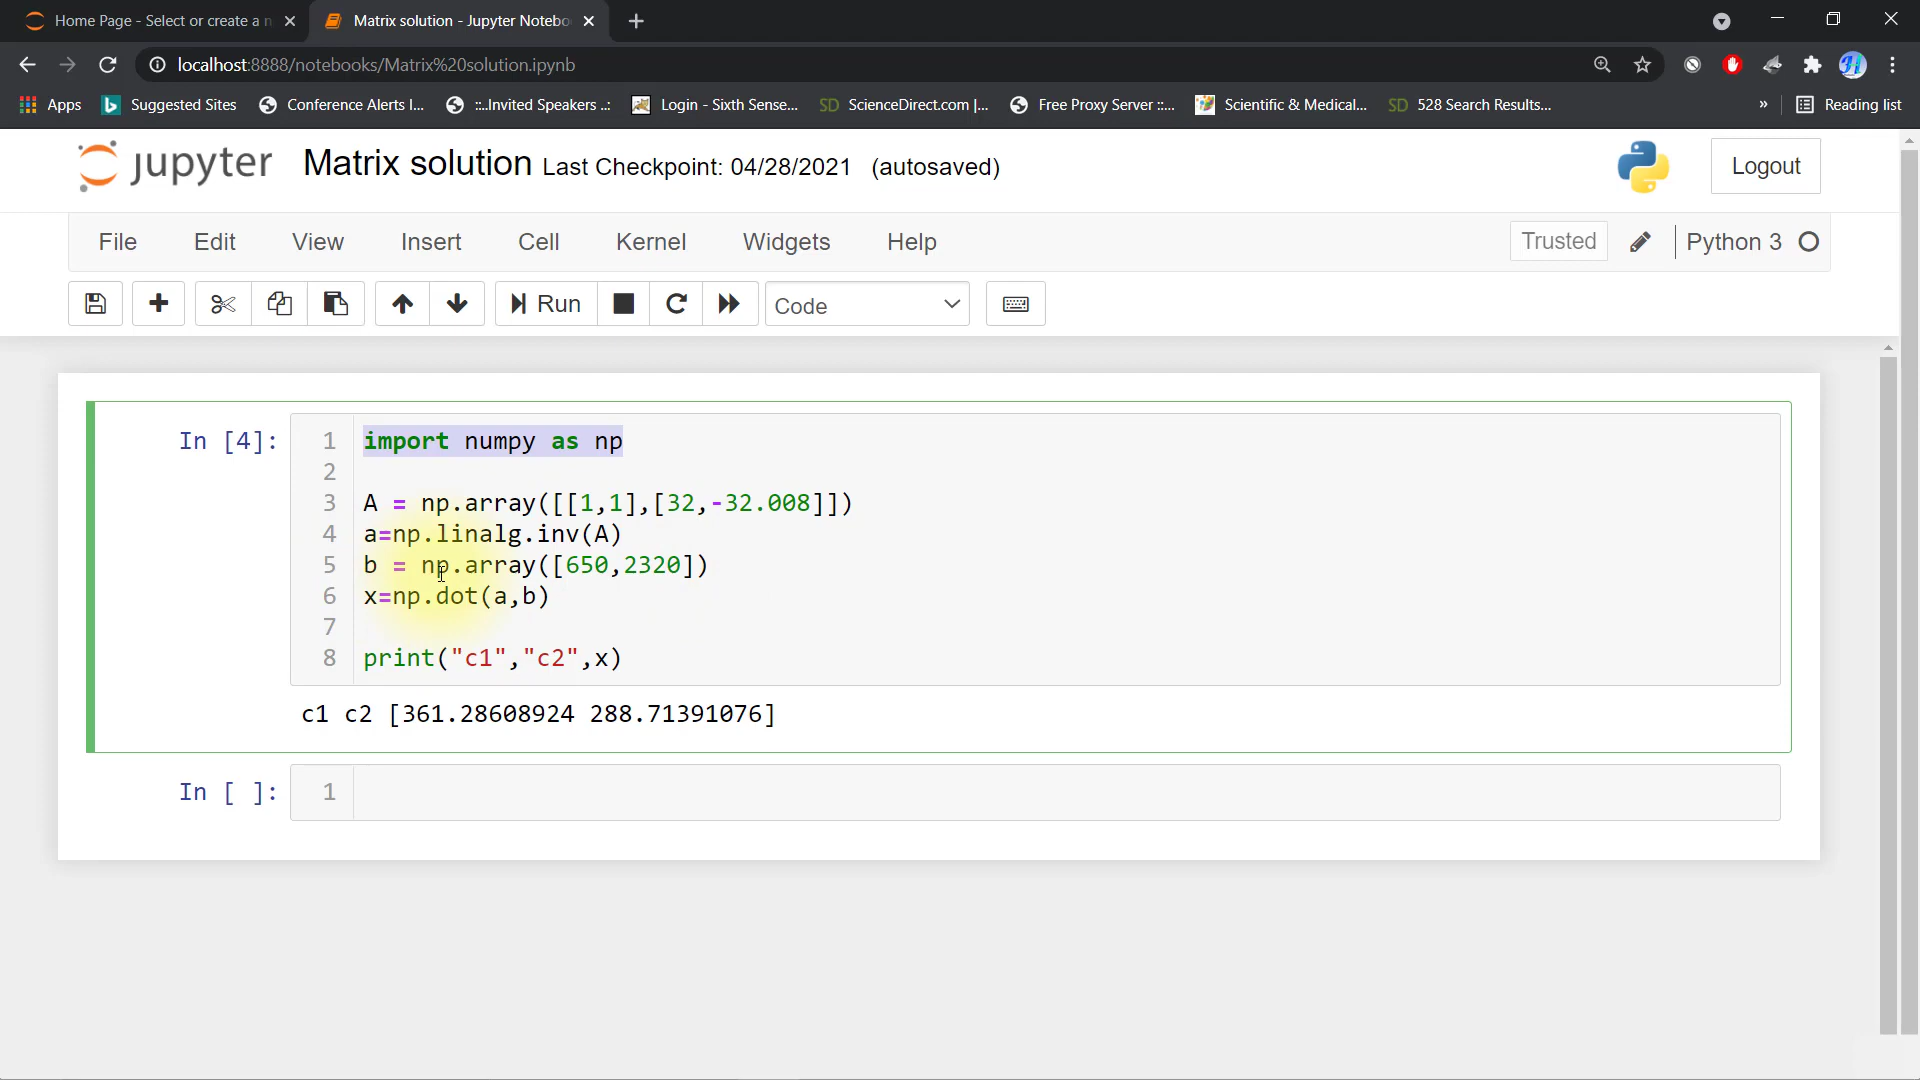 Home Page - Select or create a n
Matrix solution - Jupyter Notebo
localhost:8888/notebooks/Matrix%20solution.ipynb
Apps Suggested Sites Conference Alerts I... ::..Invited Speakers ..: Login - Sixth Sense... SD ScienceDirect.com |... Free Proxy Server ::... Scientific & Medical... SD 528 Search Results... » Reading list
jupyter Matrix solution Last Checkpoint: 04/28/2021 (autosaved) Logout
File Edit View Insert Cell Kernel Widgets Help Trusted Python 3
Run Code
In [4]:
1 import numpy as np
2
3 A = np.array([[1,1],[32,-32.008]])
4 a=np.linalg.inv(A)
5 b = np.array([650,2320])
6 x=np.dot(a,b)
7
8 print("c1","c2",x)
c1 c2 [361.28608924 288.71391076]
In [ ]: 1